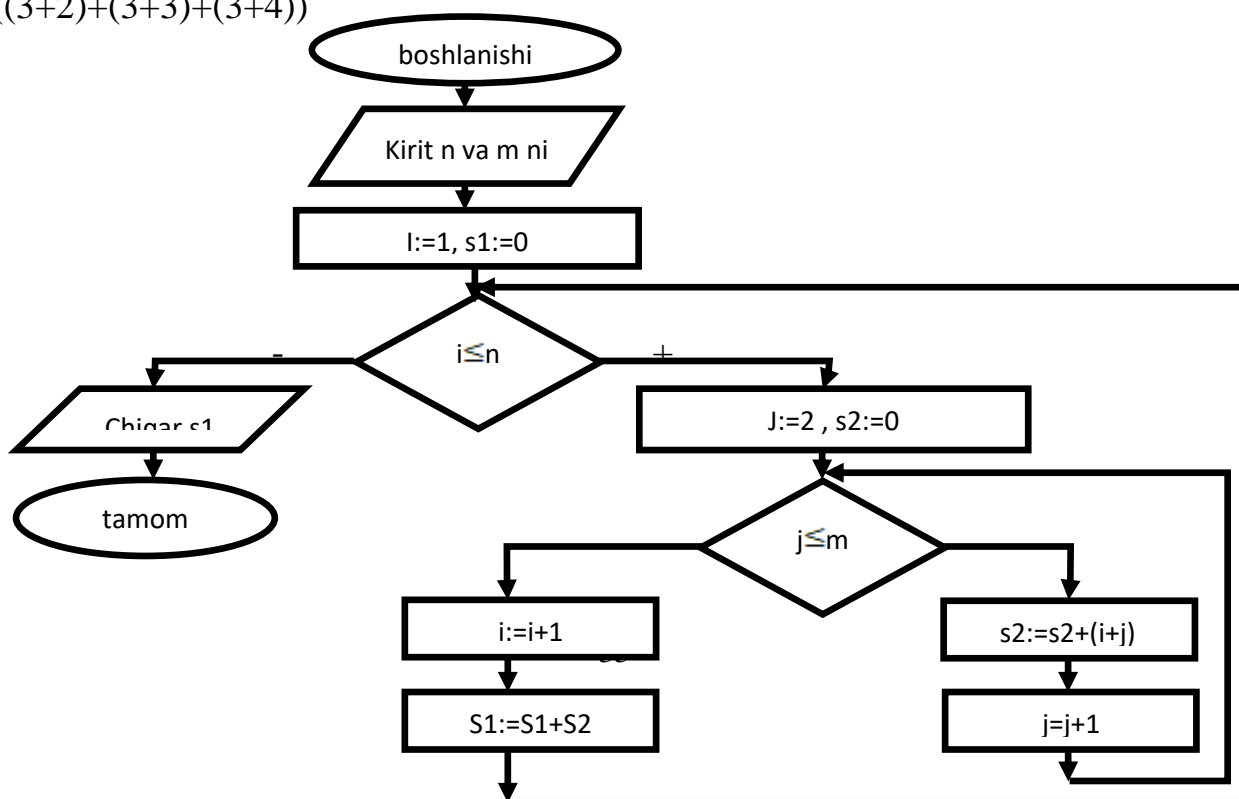 ((3+2)+(3+3)+(3+4))
boshlanishi
Kirit n va m ni
I:=1, s1:=0
i≤n
-
+
Chiqar s1
J:=2 , s2:=0
tamom
j≤m
i:=i+1
s2:=s2+(i+j)
S1:=S1+S2
j=j+1